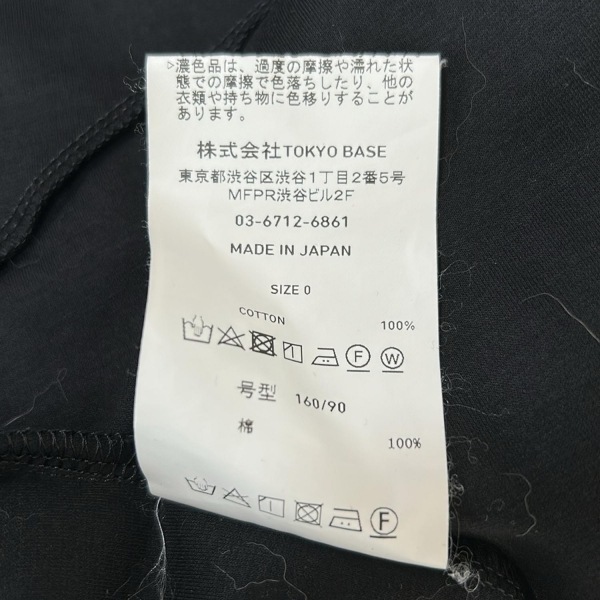 ▷濃色品は、過度の摩擦や濡れた状
態での摩擦で色落ちしたり、他の
衣類や持ち物に色移りすることが
あります。
株式会社TOKYO BASE
東京都渋谷区渋谷1丁目2番5号
MFPR渋谷ビル2F
03-6712-6861
MADE IN JAPAN
SIZE 0
COTTON 100%
F W
号型 160/90
棉 100%
F